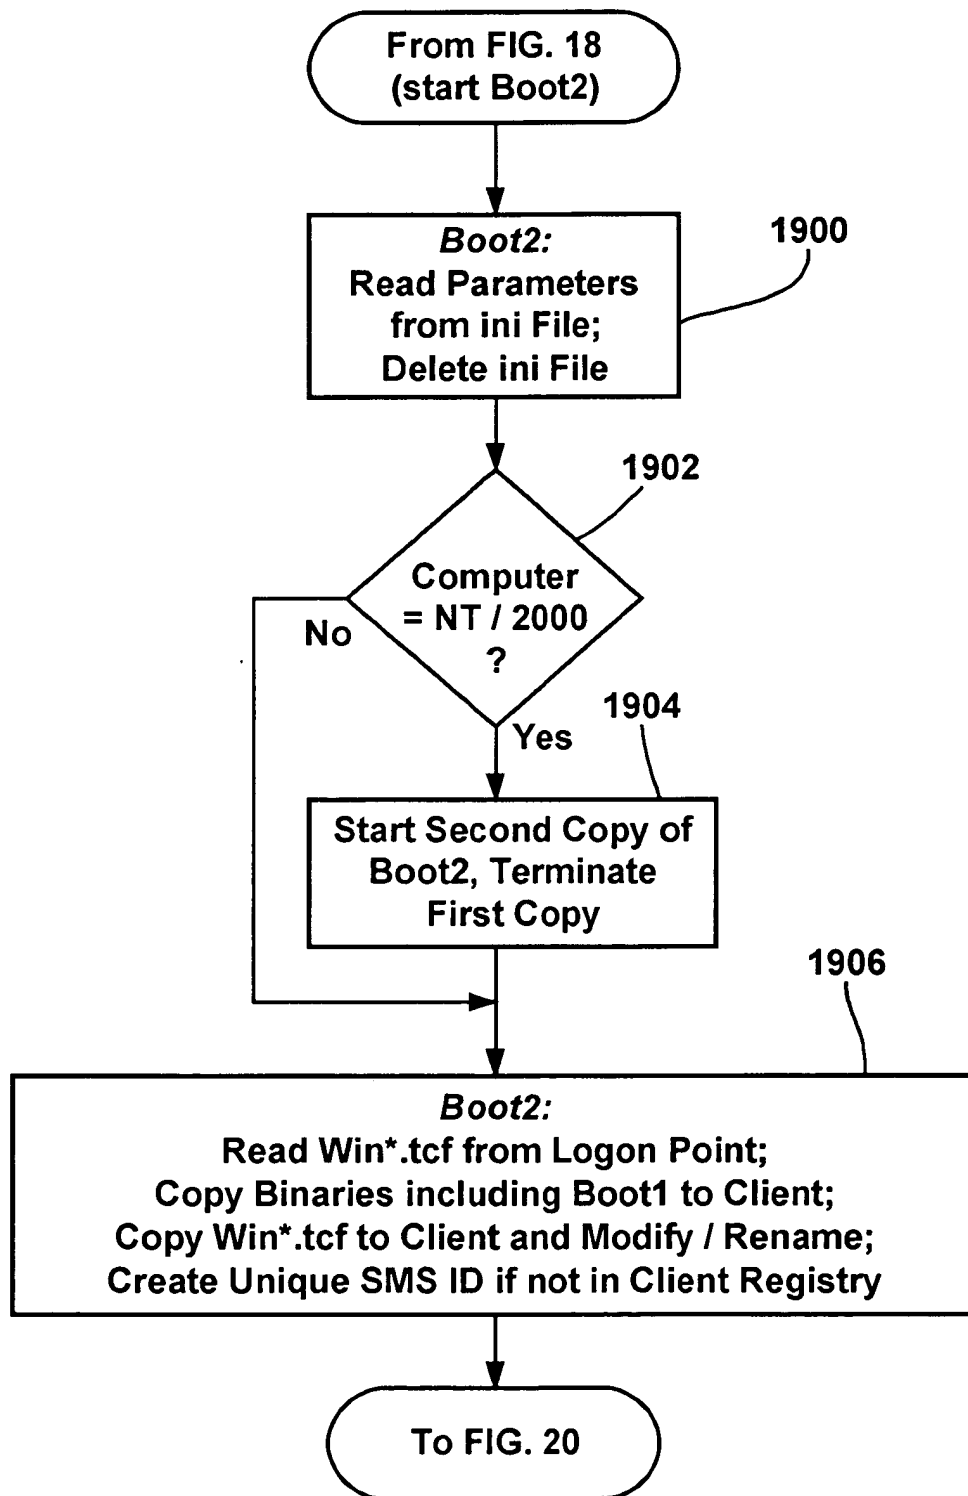 From FIG. 18
(start Boot2)
1900
Boot2:
Read Parameters
from ini File;
Delete ini File
1902
Computer
= NT / 2000
?
No
Yes
1904
Start Second Copy of
Boot2, Terminate
First Copy
1906
Boot2:
Read Win*.tcf from Logon Point;
Copy Binaries including Boot1 to Client;
Copy Win*.tcf to Client and Modify / Rename;
Create Unique SMS ID if not in Client Registry
To FIG. 20